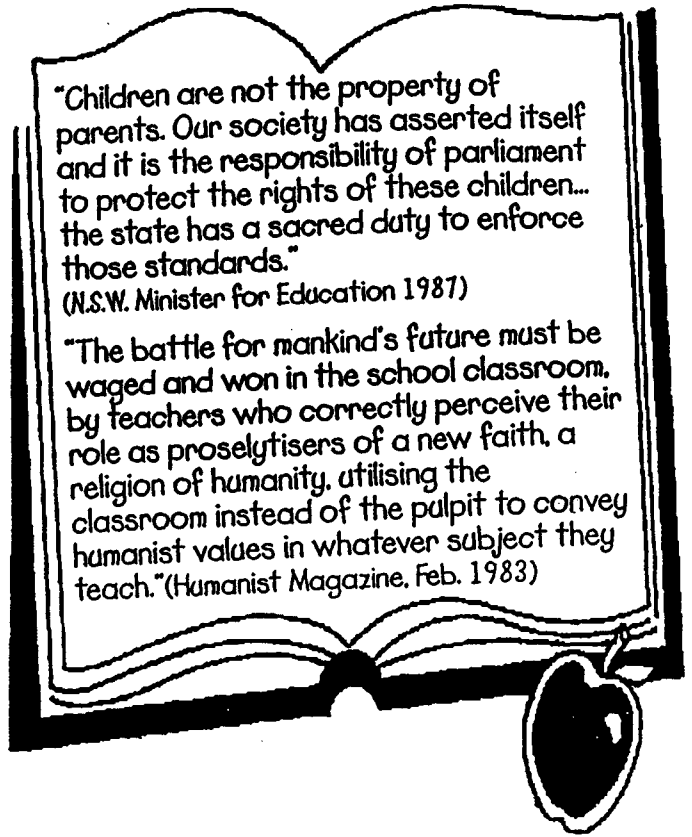 "Children are not the property of
parents. Our society has asserted itself
and it is the responsibility of parliament
to protect the rights of these children...
the state has a sacred duty to enforce
those standards."
(N.S.W. Minister for Education 1987)
"The battle for mankind's future must be
waged and won in the school classroom,
by teachers who correctly perceive their
role as proselytisers of a new faith, a
religion of humanity, utilising the
classroom instead of the pulpit to convey
humanist values in whatever subject they
teach."(Humanist Magazine, Feb. 1983)